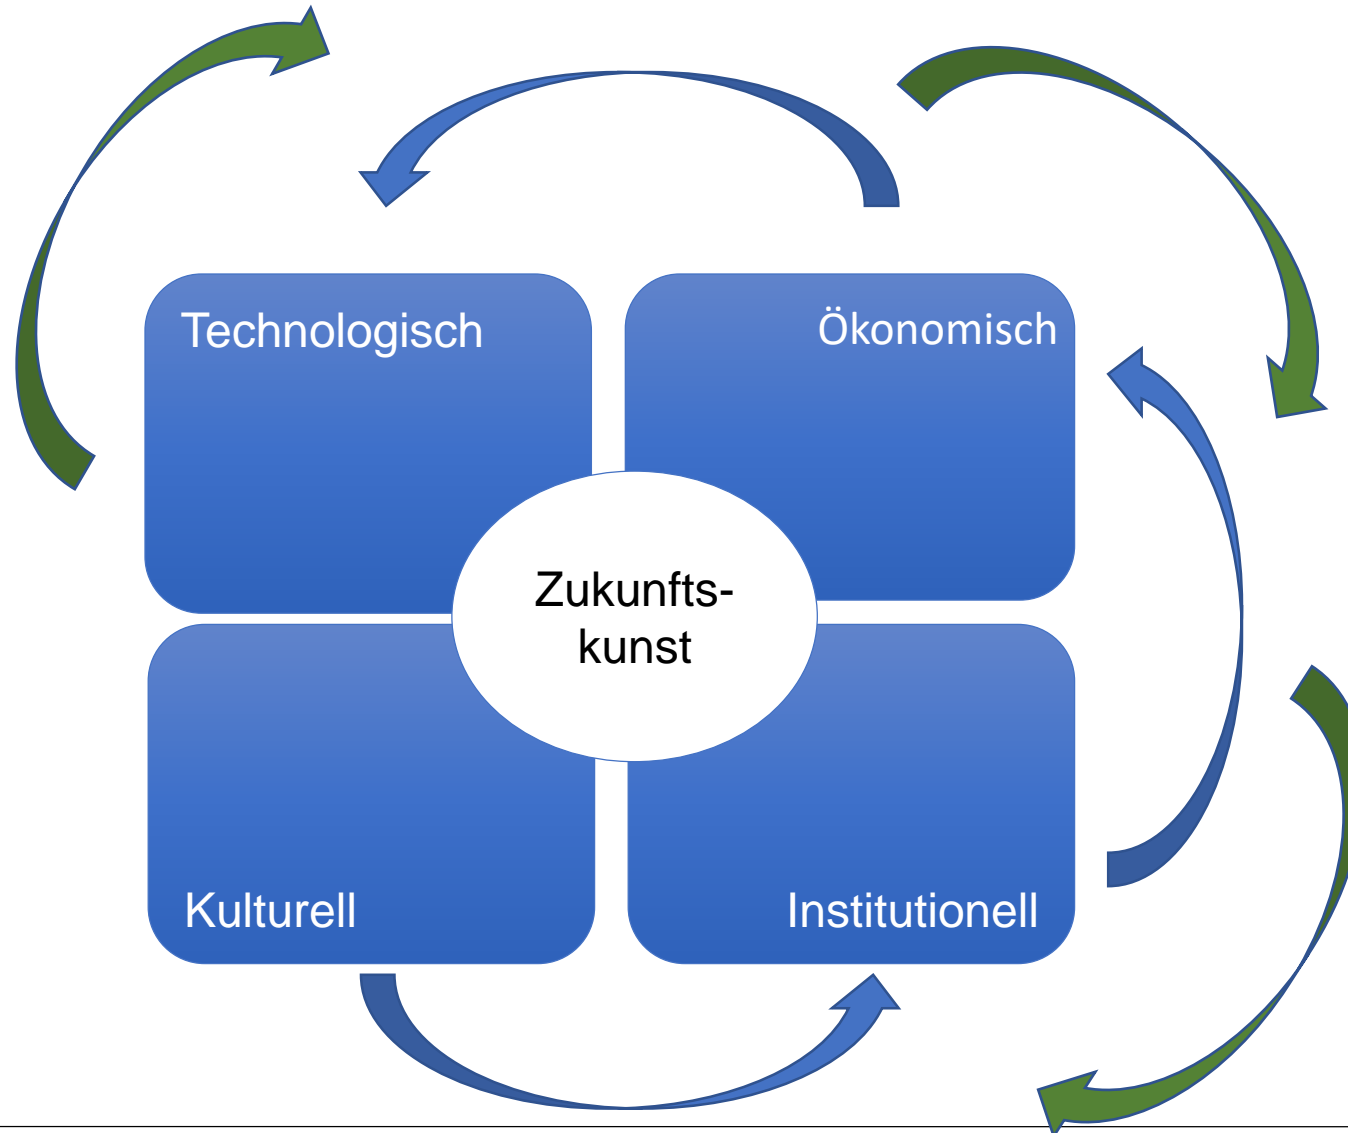 Technologisch
Ökonomisch
Zukunfts-
kunst
Kulturell
Institutionell